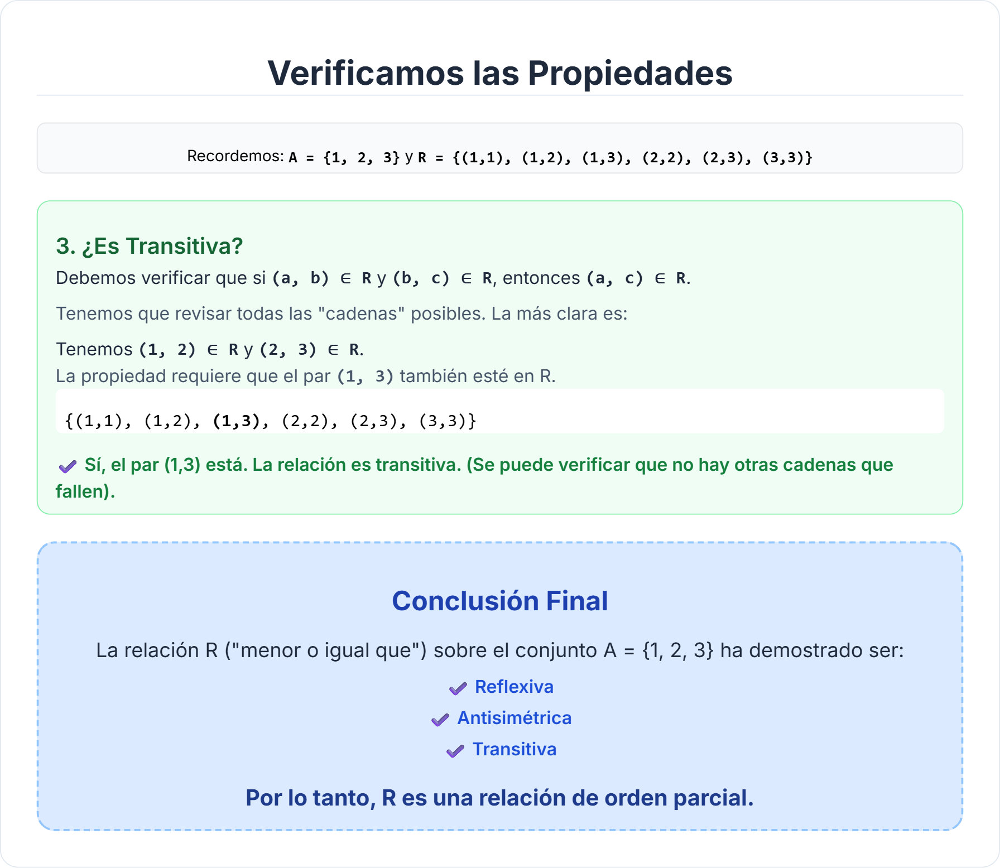 Verificamos las Propiedades
Recordemos: A = {1, 2, 3} y R = {(1,1), (1,2), (1,3), (2,2), (2,3), (3,3)}
3. ¿Es Transitiva?
Debemos verificar que si (a, b) ∈ R y (b, c) ∈ R, entonces (a, c) ∈ R.
Tenemos que revisar todas las "cadenas" posibles. La más clara es:
Tenemos (1, 2) ∈ R y (2, 3) ∈ R.
La propiedad requiere que el par (1, 3) también esté en R.
{(1,1), (1,2), (1,3), (2,2), (2,3), (3,3)}
✔ Sí, el par (1,3) está. La relación es transitiva. (Se puede verificar que no hay otras cadenas que
fallen).
Conclusión Final
La relación R ("menor o igual que") sobre el conjunto A = {1, 2, 3} ha demostrado ser:
✔ Reflexiva
✔ Antisimétrica
✔ Transitiva
Por lo tanto, R es una relación de orden parcial.